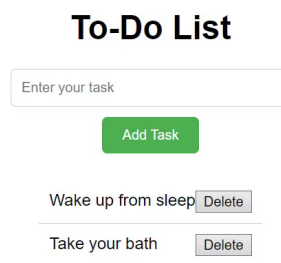 To-Do List
Enter your task
Add Task
Wake up from sleep Delete
Take your bath Delete